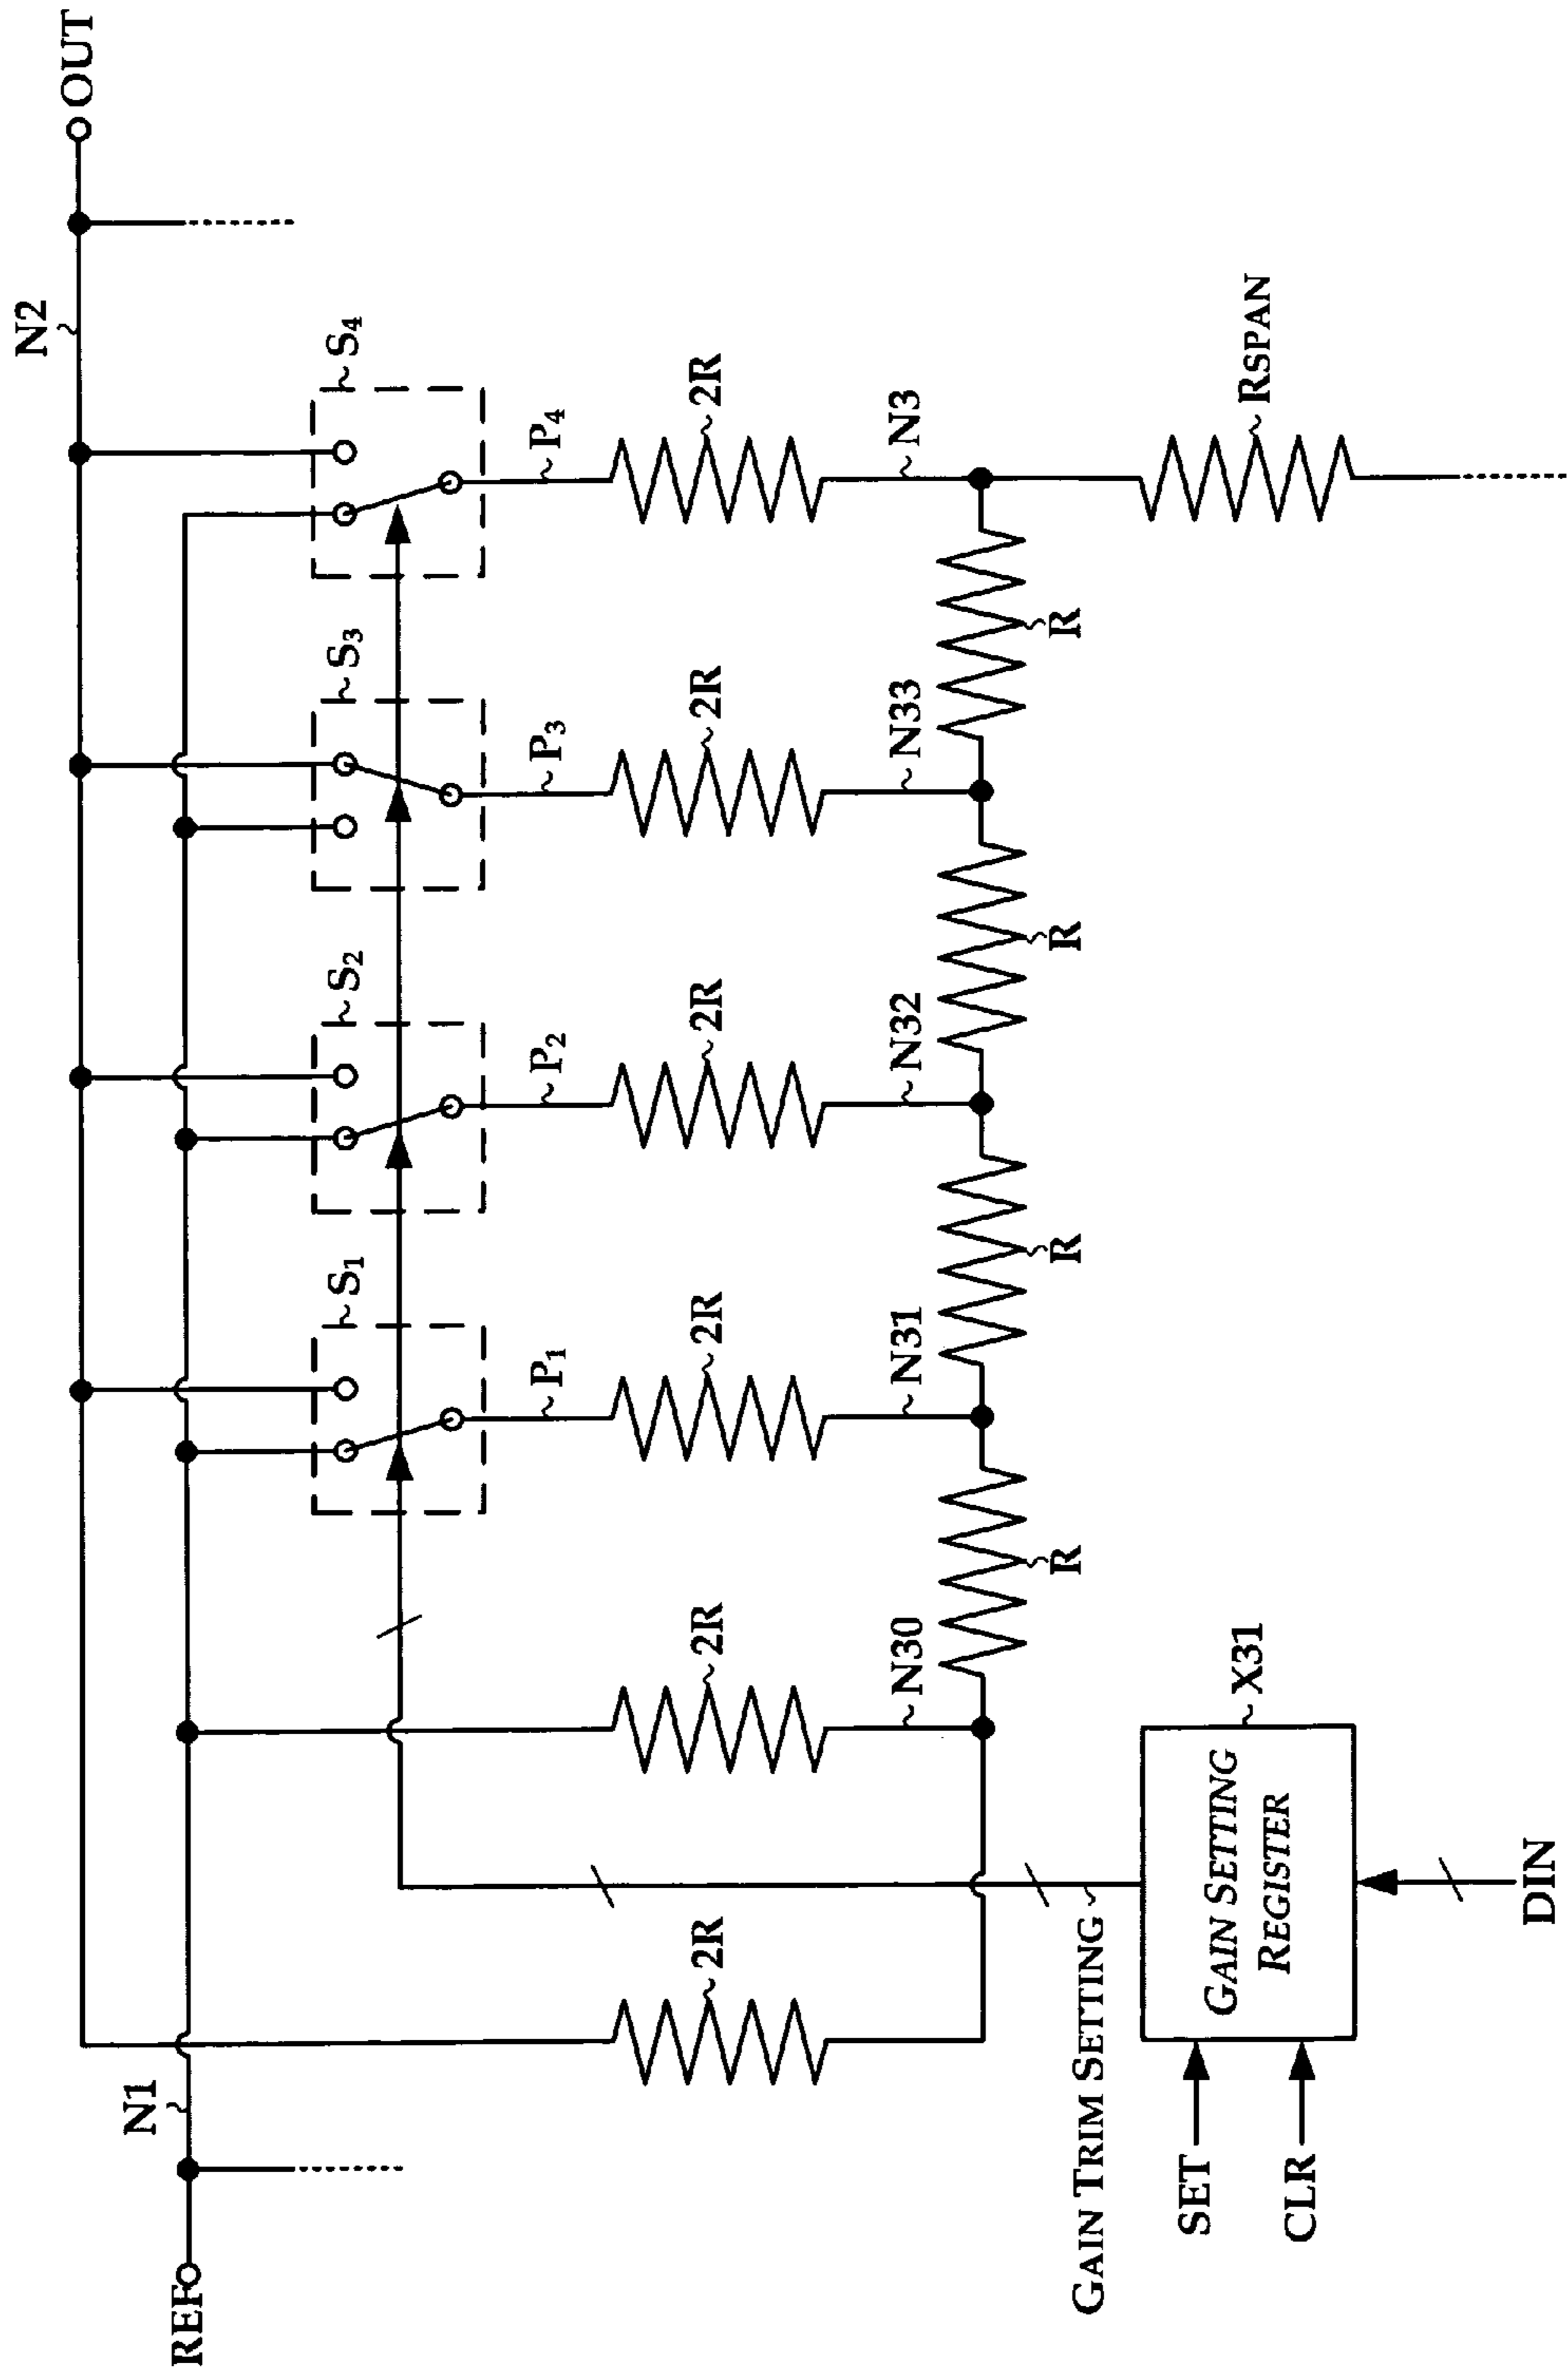 OUT
N2
N1
REF
S1
S2
S3
S4
P1
P2
P3
P4
2R
2R
2R
2R
2R
2R
N30
N31
N32
N33
N3
R
R
R
R
RSPAN
GAIN TRIM SETTING
GAIN SETTING
REGISTER
X31
SET
CLR
DIN